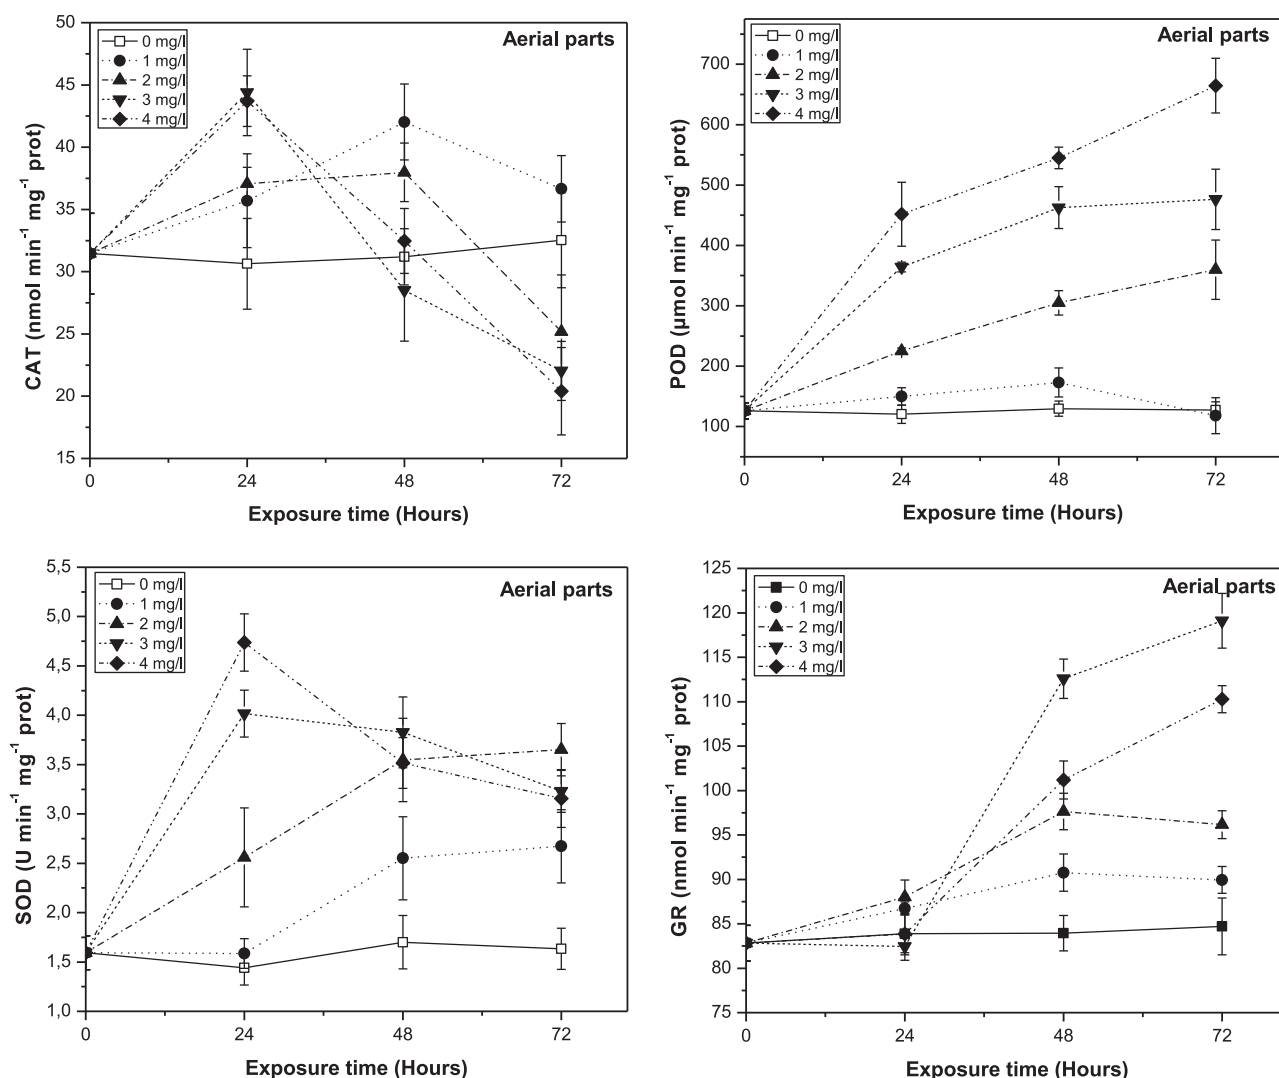 50
45
40
35
30
25
20
15
CAT (nmol min⁻¹ mg⁻¹ prot)
0 mg/l
1 mg/l
2 mg/l
3 mg/l
4 mg/l
Aerial parts
0
24
48
72
Exposure time (Hours)
700
600
500
400
300
200
100
POD (µmol min⁻¹ mg⁻¹ prot)
0 mg/l
1 mg/l
2 mg/l
3 mg/l
4 mg/l
Aerial parts
0
24
48
72
Exposure time (Hours)
5,5
5,0
4,5
4,0
3,5
3,0
2,5
2,0
1,5
1,0
SOD (U min⁻¹ mg⁻¹ prot)
0 mg/l
1 mg/l
2 mg/l
3 mg/l
4 mg/l
Aerial parts
0
24
48
72
Exposure time (Hours)
125
120
115
110
105
100
95
90
85
80
75
GR (nmol min⁻¹ mg⁻¹ prot)
0 mg/l
1 mg/l
2 mg/l
3 mg/l
4 mg/l
Aerial parts
0
24
48
72
Exposure time (Hours)